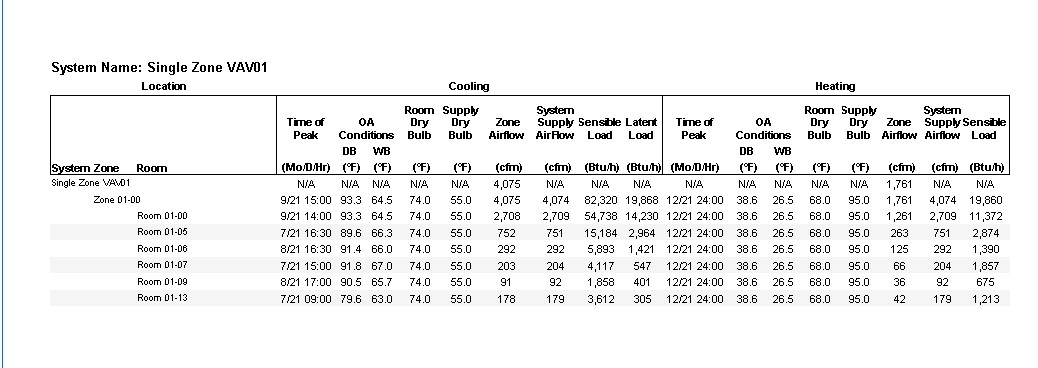 System Name: Single Zone VAV01
Location Cooling Heating
Room Supply System Room Supply System
Time of OA Dry Dry Zone Supply Sensible Latent Time of OA Dry Dry Zone Supply Sensible
Peak Conditions Bulb Bulb Airflow AirFlow Load Load Peak Conditions Bulb Bulb Airflow Airflow Load
DB WB DB WB
System Zone Room (Mo/D/Hr) (°F) (°F) (°F) (°F) (cfm) (cfm) (Btu/h) (Btu/h) (Mo/D/Hr) (°F) (°F) (°F) (°F) (cfm) (cfm) (Btu/h)
Single Zone VAV01 N/A N/A N/A N/A N/A 4,075 N/A N/A N/A N/A N/A N/A N/A N/A 1,761 N/A N/A
Zone 01-00 9/21 15:00 93.3 64.5 74.0 55.0 4,075 4,074 82,320 19,868 12/21 24:00 38.6 26.5 68.0 95.0 1,761 4,074 19,860
Room 01-00 9/21 14:00 93.3 64.5 74.0 55.0 2,708 2,709 54,738 14,230 12/21 24:00 38.6 26.5 68.0 95.0 1,261 2,709 11,372
Room 01-05 7/21 16:30 89.6 66.3 74.0 55.0 752 751 15,184 2,964 12/21 24:00 38.6 26.5 68.0 95.0 263 751 2,874
Room 01-06 8/21 16:30 91.4 66.0 74.0 55.0 292 292 5,893 1,421 12/21 24:00 38.6 26.5 68.0 95.0 125 292 1,390
Room 01-07 7/21 15:00 91.8 67.0 74.0 55.0 203 204 4,117 547 12/21 24:00 38.6 26.5 68.0 95.0 66 204 1,857
Room 01-09 8/21 17:00 90.5 65.7 74.0 55.0 91 92 1,858 401 12/21 24:00 38.6 26.5 68.0 95.0 36 92 675
Room 01-13 7/21 09:00 79.6 63.0 74.0 55.0 178 179 3,612 305 12/21 24:00 38.6 26.5 68.0 95.0 42 179 1,213